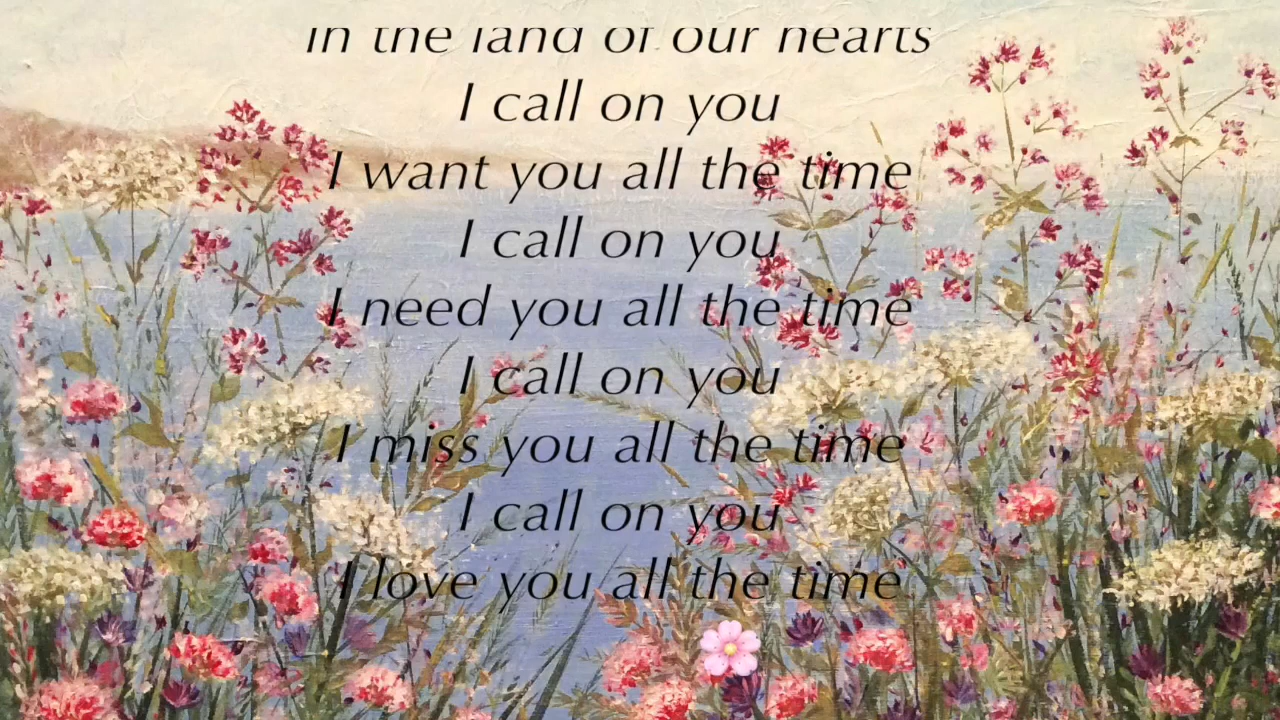 In the land of our hearts
I call on you
I want you all the time
I call on you
I need you all the time
I call on you
I miss you all the time
I call on you
I love you all the time